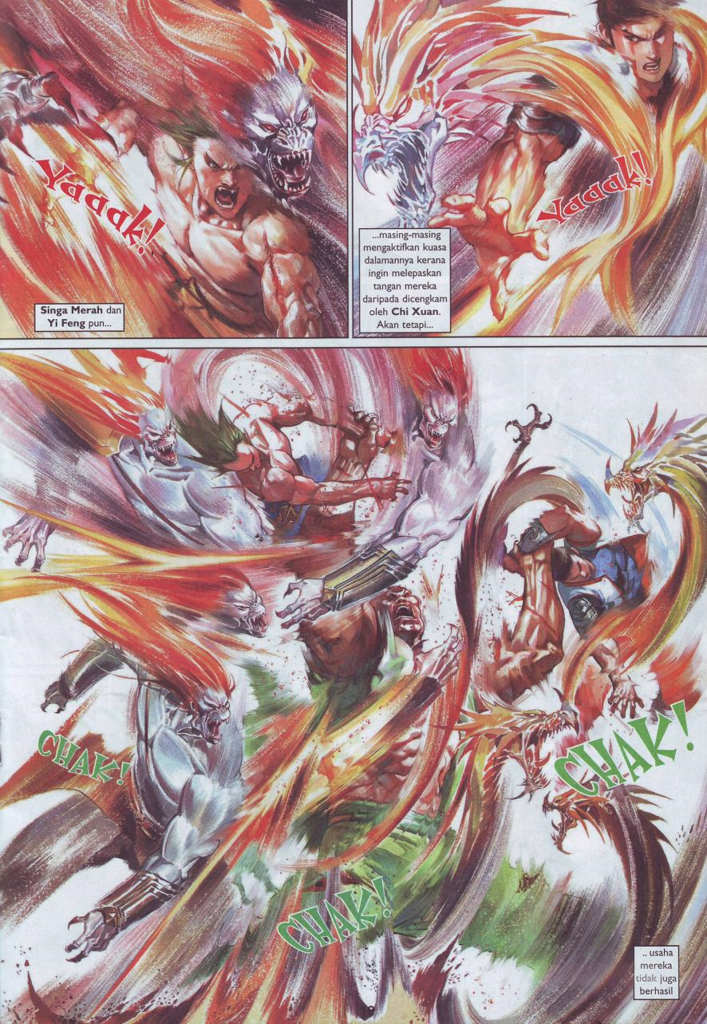 Yaaak!
Singa Merah dan
Yi Feng pun...
Yaaak!
...masing-masing
mengaktifkan kuasa
dalamannya kerana
ingin melepaskan
tangan mereka
daripada dicengkam
oleh Chi Xuan.
Akan tetapi...
CHAK!
CHAK!
CHAK!
.. usaha
mereka
tidak juga
berhasil